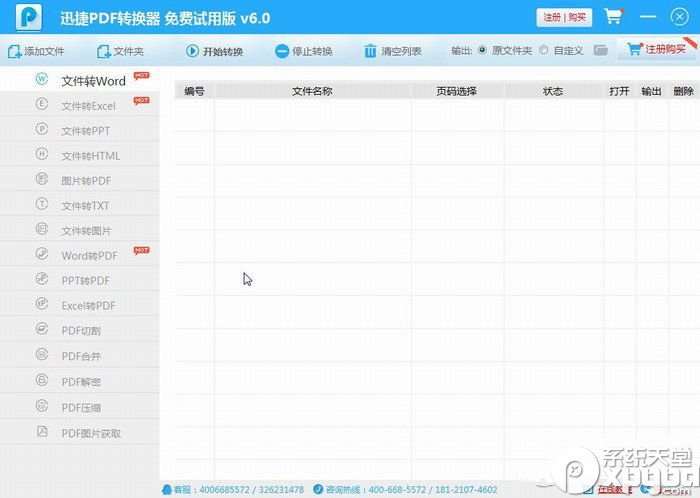 迅捷PDF转换器 免费试用版 v6.0
注册 | 购买
添加文件 文件夹 开始转换 停止转换 清空列表 输出: 原文件夹 自定义 注册购买
文件转Word HOT
编号 文件名称 页码选择 状态 打开 输出 删除
文件转Excel HOT
文件转PPT
文件转HTML
图片转PDF
文件转TXT
文件转图片
Word转PDF HOT
PPT转PDF
Excel转PDF
PDF切割
PDF合并
PDF解密
PDF压缩
PDF图片获取
系统天堂
客服: 4006685572 / 326231478 咨询热线: 400-668-5572 / 181-2107-4602